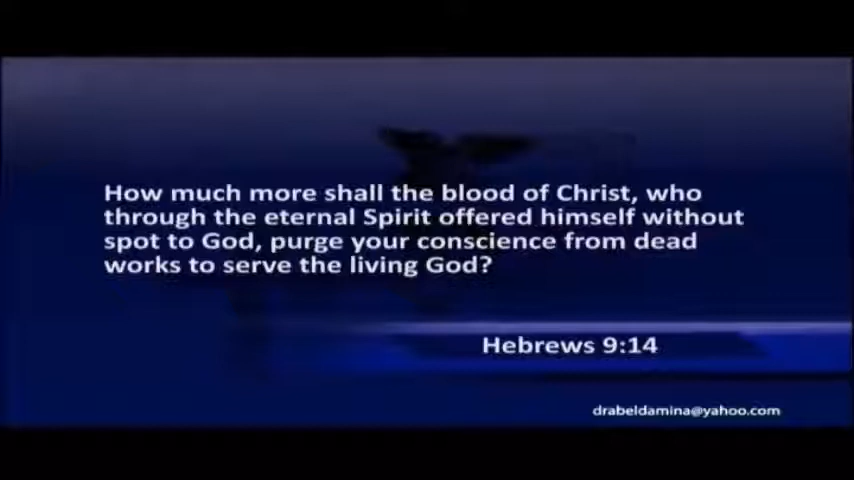 How much more shall the blood of Christ, who
through the eternal Spirit offered himself without
spot to God, purge your conscience from dead
works to serve the living God?
Hebrews 9:14
drabeldamina@yahoo.com